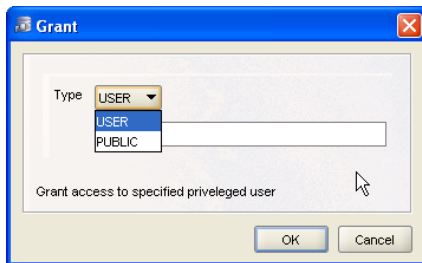 Grant
Type USER
USER
PUBLIC
Grant access to specified priveleged user
OK Cancel